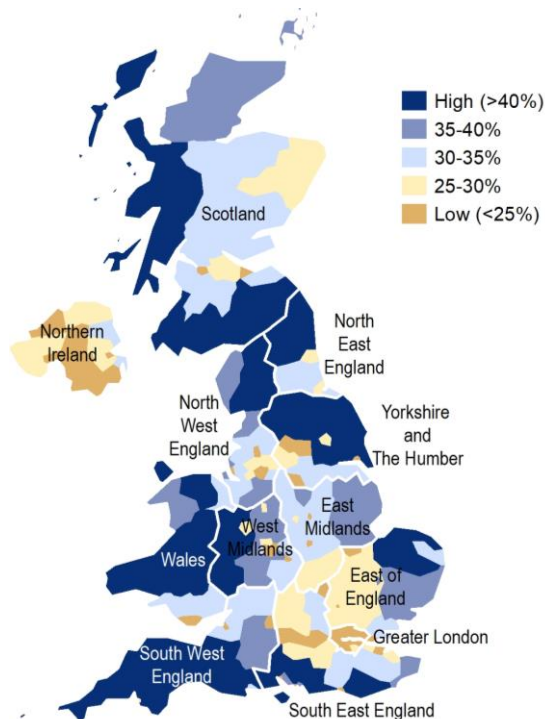 High (>40%)
35-40%
30-35%
25-30%
Low (<25%)
Scotland
Northern
Ireland
North
East
England
North
West
England
Yorkshire
and
The Humber
East
Midlands
West
Midlands
Wales
East of
England
Greater London
South West
England
South East England